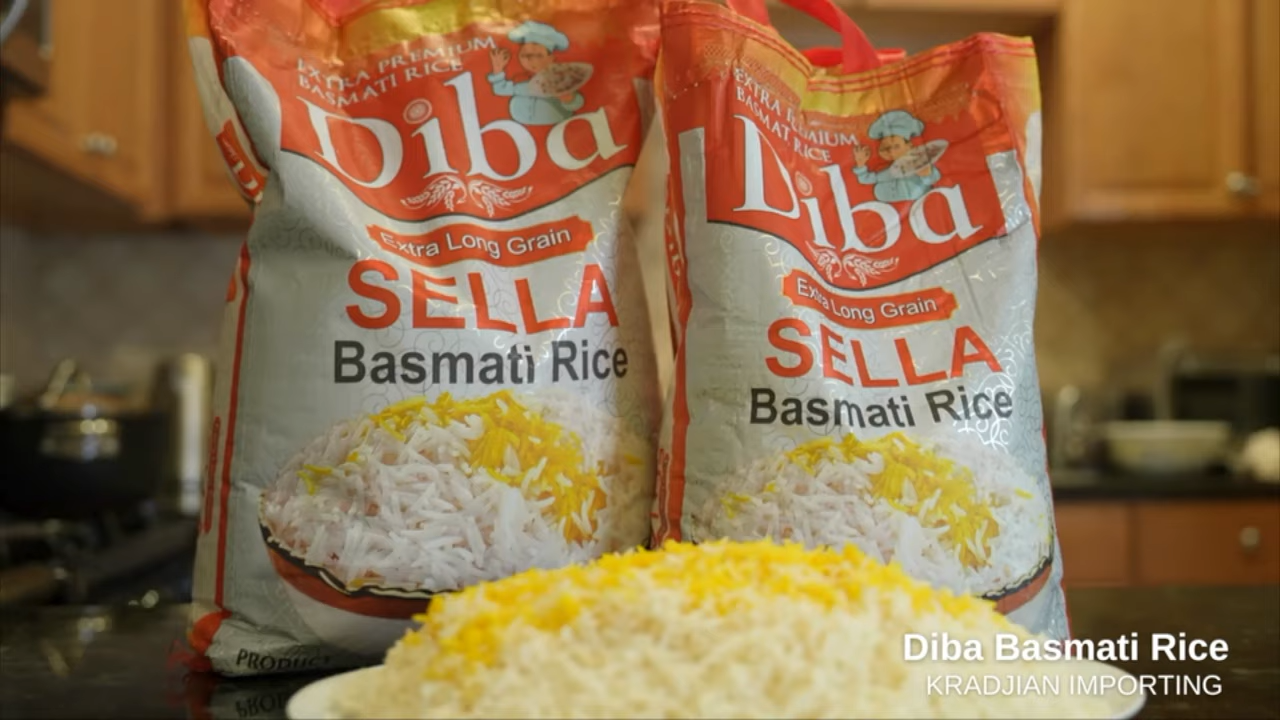 EXTRA PREMIUM
BASMATI RICE
Diba
Extra Long Grain
SELLA
Basmati Rice
PRODUCT
EXTRA PREMIUM
BASMATI RICE
Diba
Extra Long Grain
SELLA
Basmati Rice
Diba Basmati Rice
KRADJIAN IMPORTING